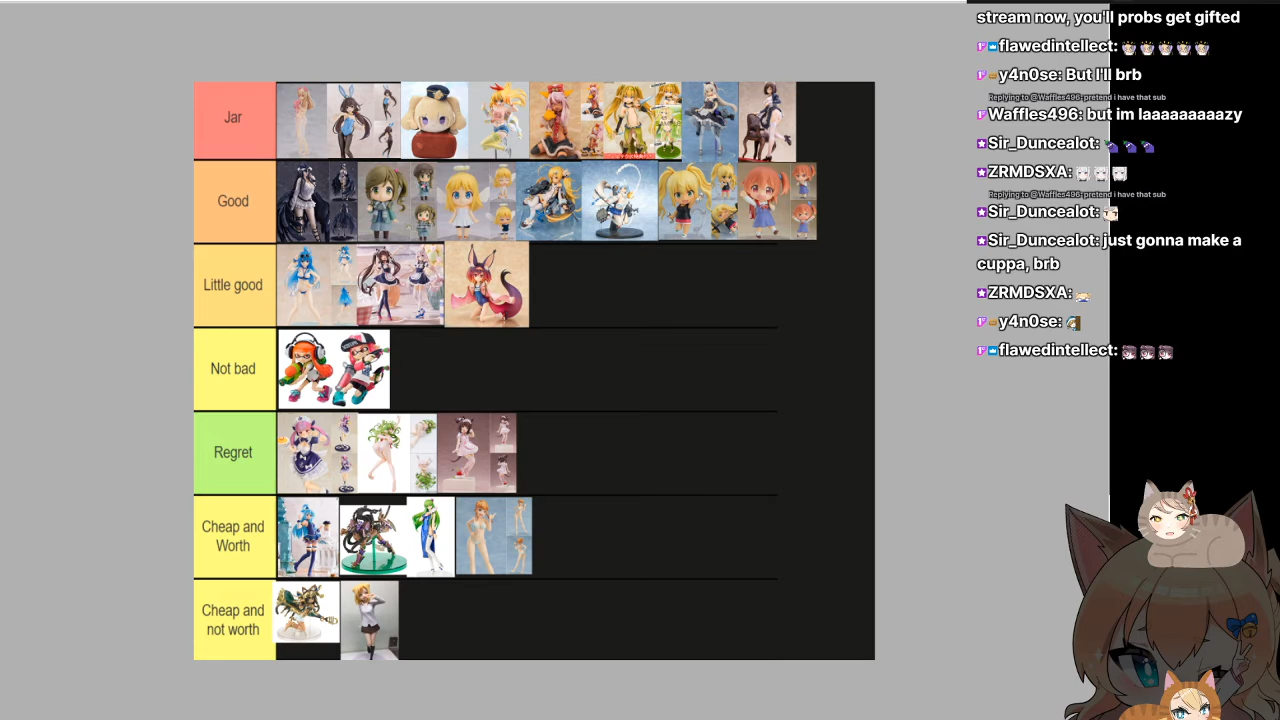 Jar
Good
Little good
Not bad
Regret
Cheap and
Worth
Cheap and
not worth
stream now, you'll probs get gifted
flawedintellect:
y4n0se: But I'll brb
Replying to @Waffles496: pretend i have that sub
Waffles496: but im laaaaaaaaazy
Sir_Duncealot:
ZRMDSXA:
Replying to @Waffles496: pretend i have that sub
Sir_Duncealot:
Sir_Duncealot: just gonna make a
cuppa, brb
ZRMDSXA:
y4n0se:
flawedintellect: